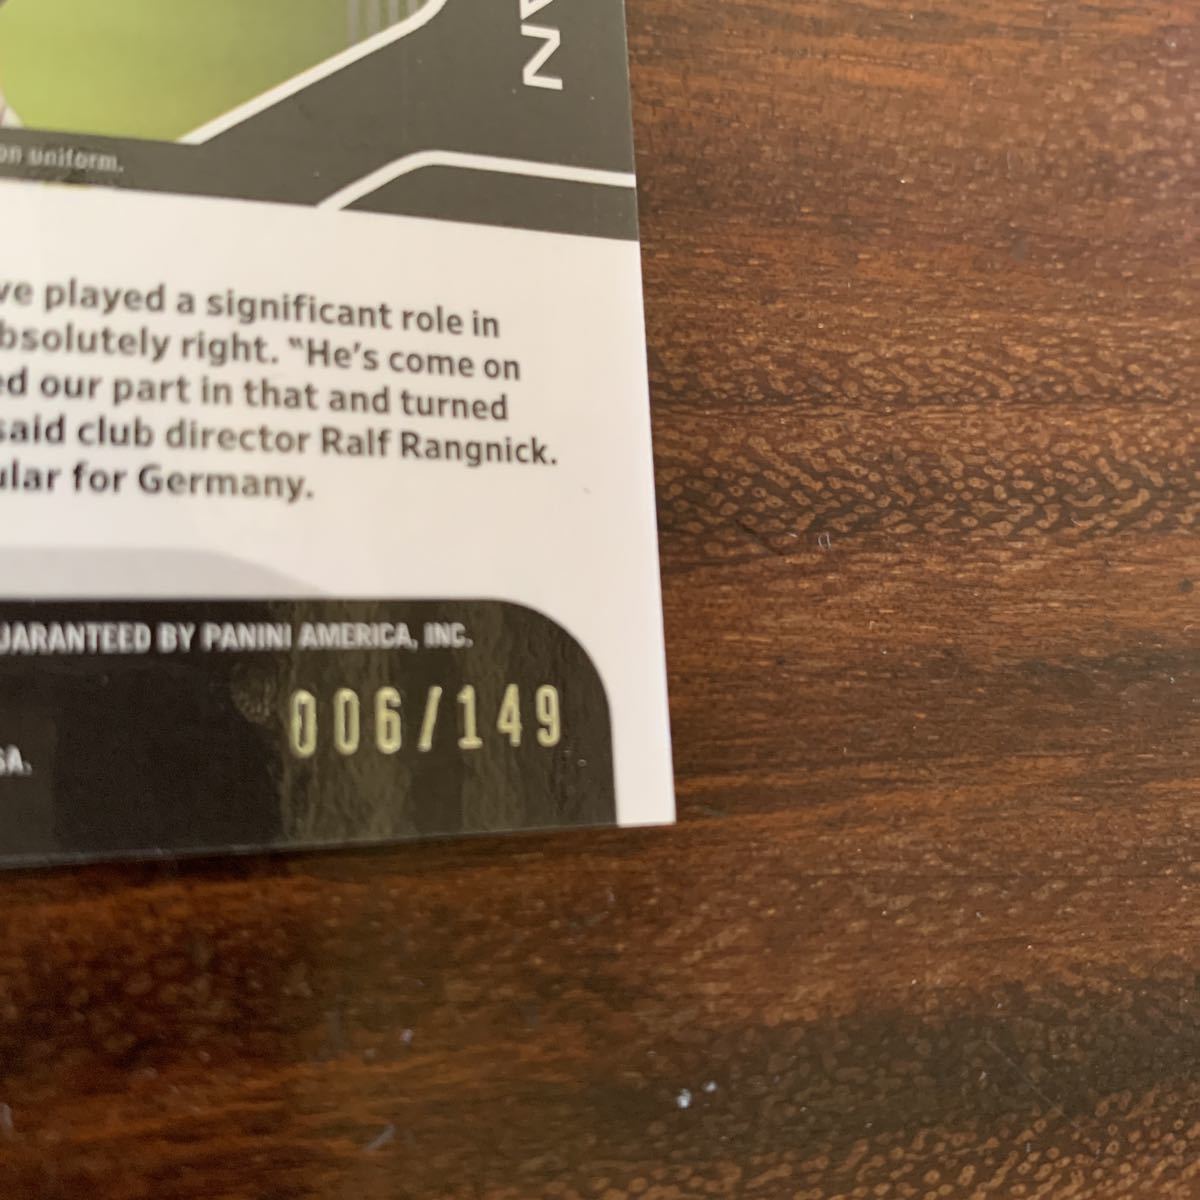 N
on uniform.
ve played a significant role in
bsolutely right. "He's come on
ed our part in that and turned
said club director Ralf Rangnick.
ular for Germany.
UARANTEED BY PANINI AMERICA, INC.
006/149
SA.